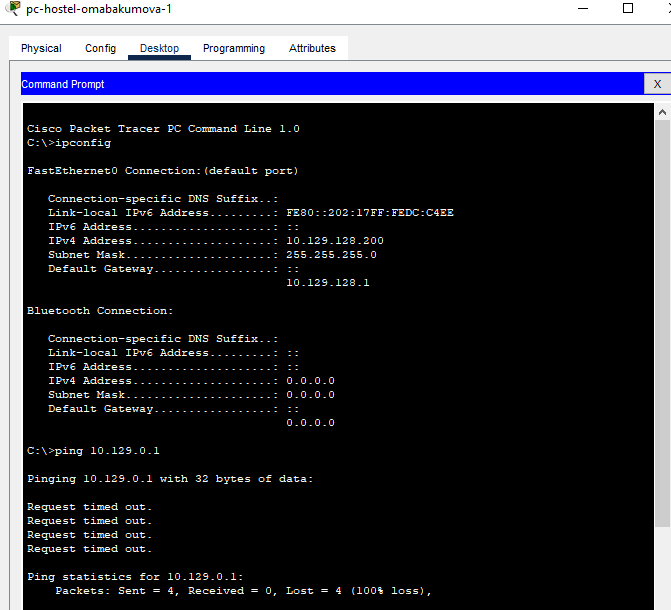 pc-hostel-omabakumova-1
Physical Config Desktop Programming Attributes
Command Prompt
X
Cisco Packet Tracer PC Command Line 1.0
C:\>ipconfig
FastEthernet0 Connection:(default port)
Connection-specific DNS Suffix..:
Link-local IPv6 Address.........: FE80::202:17FF:FEDC:C4EE
IPv6 Address....................: ::
IPv4 Address....................: 10.129.128.200
Subnet Mask.....................: 255.255.255.0
Default Gateway.................: ::
10.129.128.1
Bluetooth Connection:
Connection-specific DNS Suffix..:
Link-local IPv6 Address.........: ::
IPv6 Address....................: ::
IPv4 Address....................: 0.0.0.0
Subnet Mask.....................: 0.0.0.0
Default Gateway.................: ::
0.0.0.0
C:\>ping 10.129.0.1
Pinging 10.129.0.1 with 32 bytes of data:
Request timed out.
Request timed out.
Request timed out.
Request timed out.
Ping statistics for 10.129.0.1:
Packets: Sent = 4, Received = 0, Lost = 4 (100% loss),